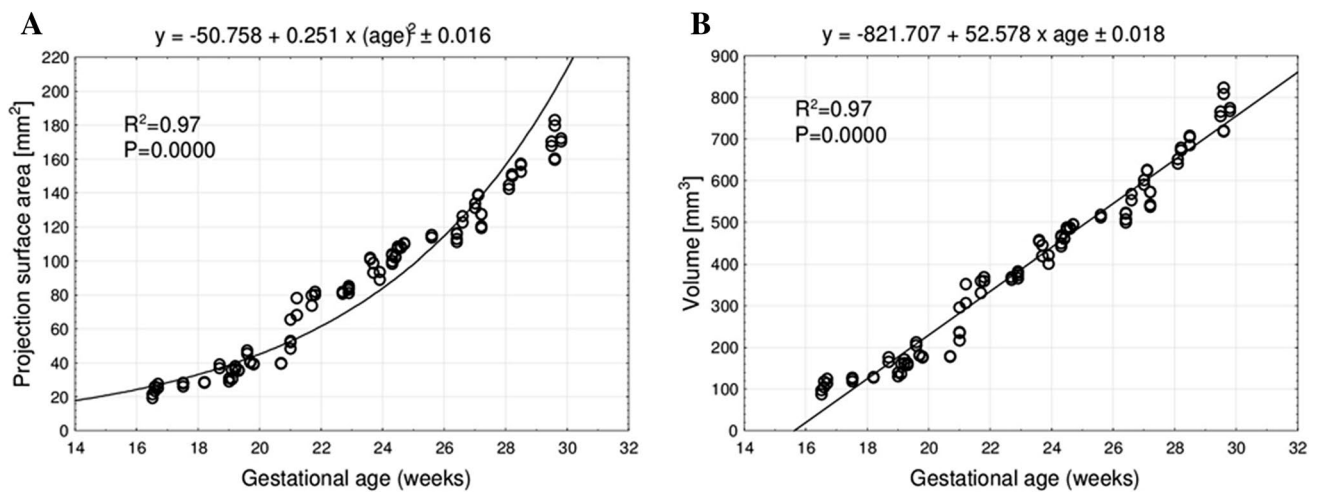 A
y = -50.758 + 0.251 x (age)² ± 0.016
220
200
180
160
140
120
100
80
60
40
20
0
Projection surface area [mm²]
R²=0.97
P=0.0000
14 16 18 20 22 24 26 28 30 32
Gestational age (weeks)
B
y = -821.707 + 52.578 x age ± 0.018
900
800
700
600
500
400
300
200
100
0
Volume [mm³]
R²=0.97
P=0.0000
14 16 18 20 22 24 26 28 30 32
Gestational age (weeks)